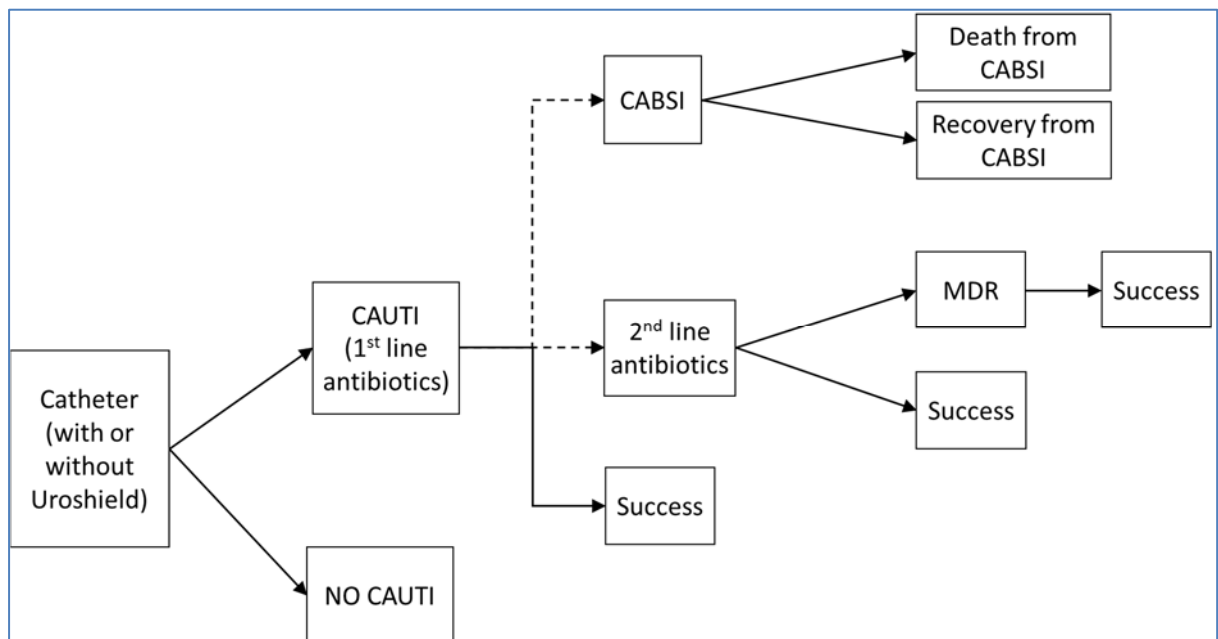 Catheter
(with or
without
Uroshield)
CAUTI
(1st line
antibiotics)
NO CAUTI
CABSI
2nd line
antibiotics
Success
Death from
CABSI
Recovery from
CABSI
MDR
Success
Success